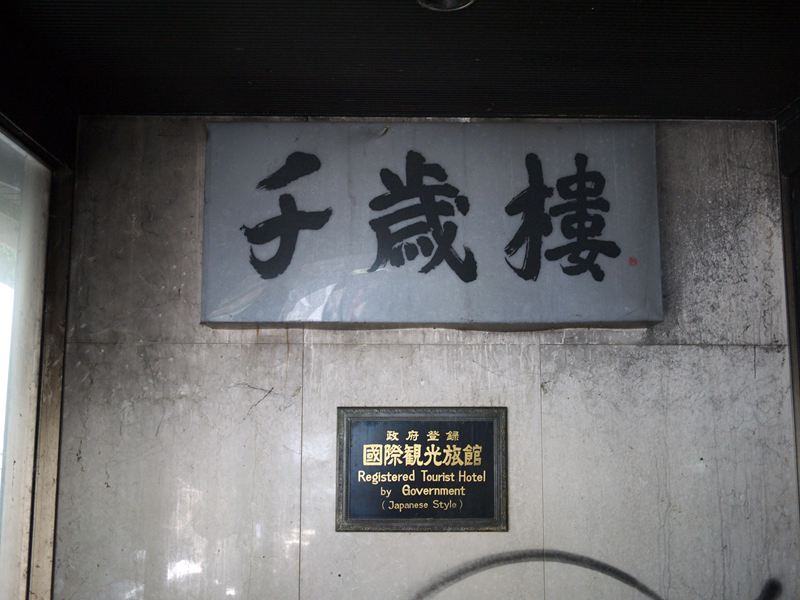 千歳樓
政府登録
國際観光旅館
Registered Tourist Hotel
by Government
(Japanese Style)